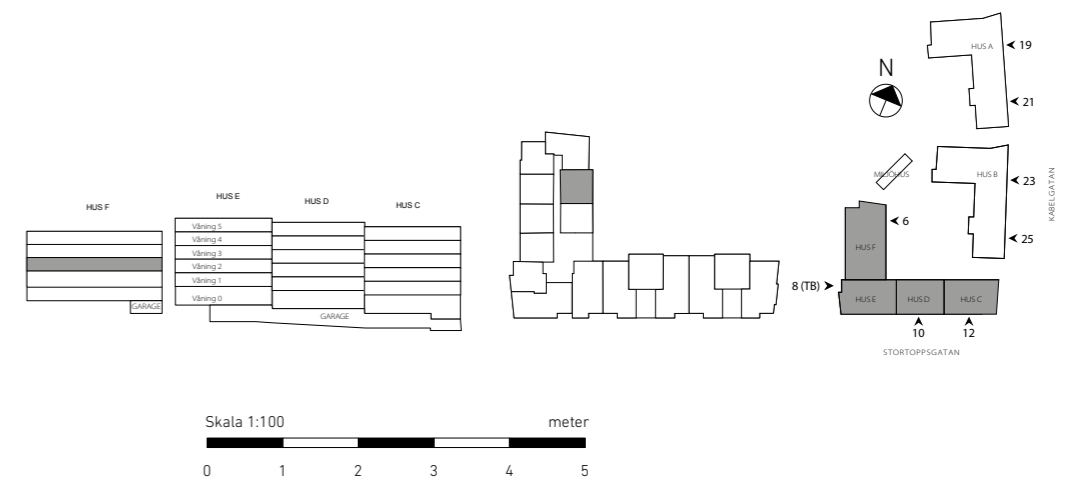 HUS A
19
N
21
MILJÖHUS
HUS B
23
KABELGATAN
HUS E
HUS D
HUS C
HUS F
6
25
Våning 5
Våning 4
Våning 3
Våning 2
Våning 1
Våning 0
GARAGE
GARAGE
HUS F
8 (TB)
HUS E
HUS D
HUS C
10
12
STORTOPPSGATAN
Skala 1:100
meter
0 1 2 3 4 5